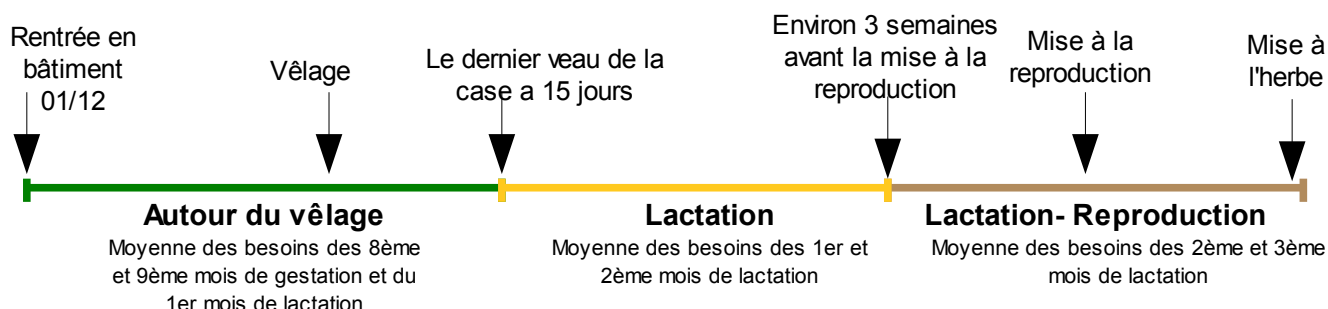 Rentrée en
bâtiment
01/12
Vêlage
Le dernier veau de la
case a 15 jours
Environ 3 semaines
avant la mise à la
reproduction
Mise à la
reproduction
Mise à
l'herbe
Autour du vêlage
Moyenne des besoins des 8ème
et 9ème mois de gestation et du
1er mois de lactation
Lactation
Moyenne des besoins des 1er et
2ème mois de lactation
Lactation- Reproduction
Moyenne des besoins des 2ème et 3ème
mois de lactation